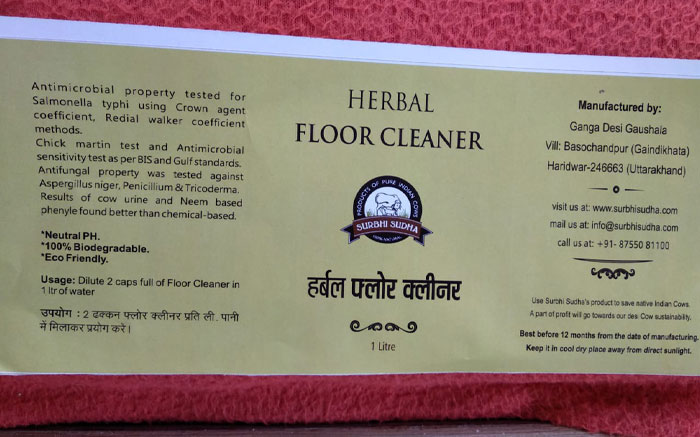 Antimicrobial property tested for
Salmonella typhi using Crown agent
coefficient, Redial walker coefficient
methods.
Chick martin test and Antimicrobial
sensitivity test as per BIS and Gulf standards.
Antifungal property was tested against
Aspergillus niger, Penicillium & Tricoderma.
Results of cow urine and Neem based
phenyle found better than chemical-based.
*Neutral PH.
*100% Biodegradable.
*Eco Friendly.
Usage: Dilute 2 caps full of Floor Cleaner in
1 ltr of water
उपयोग : 2 ढक्कन फ्लोर क्लीनर प्रति ली. पानी
में मिलाकर प्रयोग करे।
HERBAL
FLOOR CLEANER
PRODUCTS OF PURE INDIAN COWS
SURBHI SUDHA
100% NATURAL
हर्बल फ्लोर क्लीनर
1 Litre
Manufactured by:
Ganga Desi Gaushala
Vill: Basochandpur (Gaindikhata)
Haridwar-246663 (Uttarakhand)
visit us at: www.surbhisudha.com
mail us at: info@surbhisudha.com
call us at: +91- 87550 81100
Use Surbhi Sudha's product to save native Indian Cows.
A part of profit will go towards our desi Cow sustainability.
Best before 12 months from the date of manufacturing.
Keep it in cool dry place away from direct sunlight.